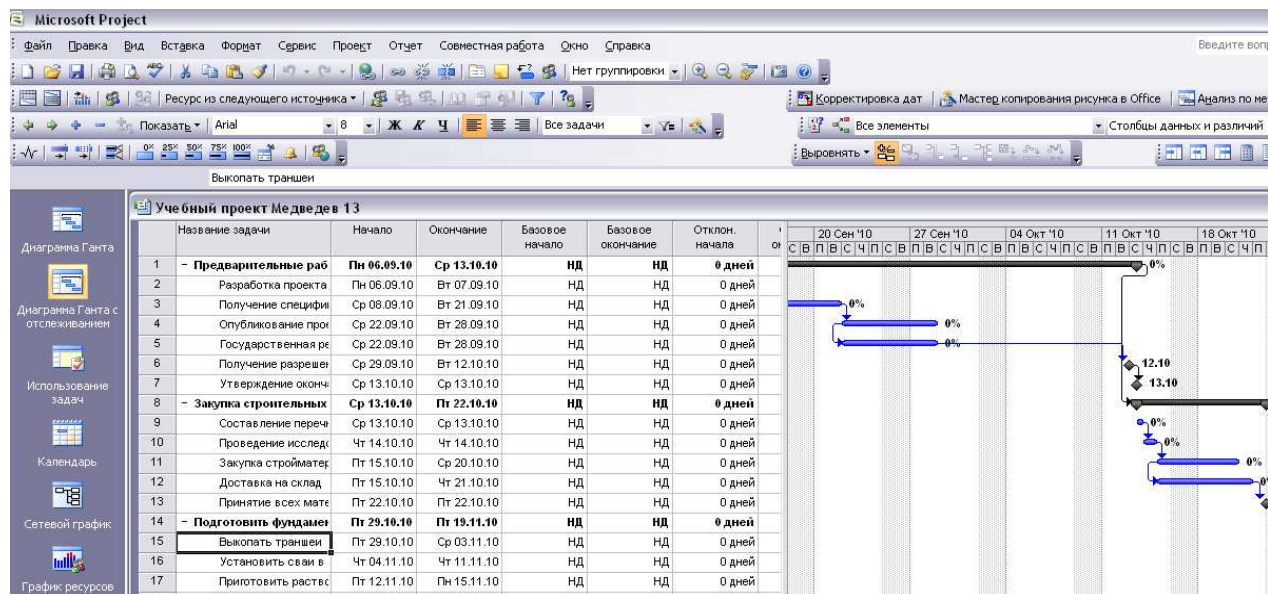 Microsoft Project
Файл Правка Вид Вставка Формат Сервис Проект Отчет Совместная работа Окно Справка Введите вопр
Нет группировки
Ресурс из следующего источника Корректировка дат Мастер копирования рисунка в Office Анализ по ме
Показать Arial 8 Ж К Ч Все задачи Все элементы Столбцы данных и различий
0% 25% 50% 75% 100% Выровнять
Выкопать траншеи
Учебный проект Медведев 13
Название задачи Начало Окончание Базовое начало Базовое окончание Отклон. начала 20 Сен '10 27 Сен '10 04 Окт '10 11 Окт '10 18 Окт '10
С В П В С Ч П С В П В С Ч П С В П В С Ч П С В П В С Ч П С В П В С Ч П
1 − Предварительные раб Пн 06.09.10 Ср 13.10.10 НД НД 0 дней 0%
2 Разработка проекта Пн 06.09.10 Вт 07.09.10 НД НД 0 дней
3 Получение специфи Ср 08.09.10 Вт 21.09.10 НД НД 0 дней 0%
4 Опубликование прое Ср 22.09.10 Вт 28.09.10 НД НД 0 дней 0%
5 Государственная ре Ср 22.09.10 Вт 28.09.10 НД НД 0 дней 0%
6 Получение разрешен Ср 29.09.10 Вт 12.10.10 НД НД 0 дней 12.10
7 Утверждение оконча Ср 13.10.10 Ср 13.10.10 НД НД 0 дней 13.10
8 − Закупка строительных Ср 13.10.10 Пт 22.10.10 НД НД 0 дней
9 Составление перечн Ср 13.10.10 Ср 13.10.10 НД НД 0 дней 0%
10 Проведение исследо Чт 14.10.10 Чт 14.10.10 НД НД 0 дней 0%
11 Закупка стройматер Пт 15.10.10 Ср 20.10.10 НД НД 0 дней 0%
12 Доставка на склад Пт 15.10.10 Чт 21.10.10 НД НД 0 дней
13 Принятие всех мате Пт 22.10.10 Пт 22.10.10 НД НД 0 дней
14 − Подготовить фундамен Пт 29.10.10 Пт 19.11.10 НД НД 0 дней
15 Выкопать траншеи Пт 29.10.10 Ср 03.11.10 НД НД 0 дней
16 Установить сваи в Чт 04.11.10 Чт 11.11.10 НД НД 0 дней
17 Приготовить раство Пт 12.11.10 Пн 15.11.10 НД НД 0 дней
Диаграмма Ганта
Диаграмма Ганта с отслеживанием
Использование задач
Календарь
Сетевой график
График ресурсов